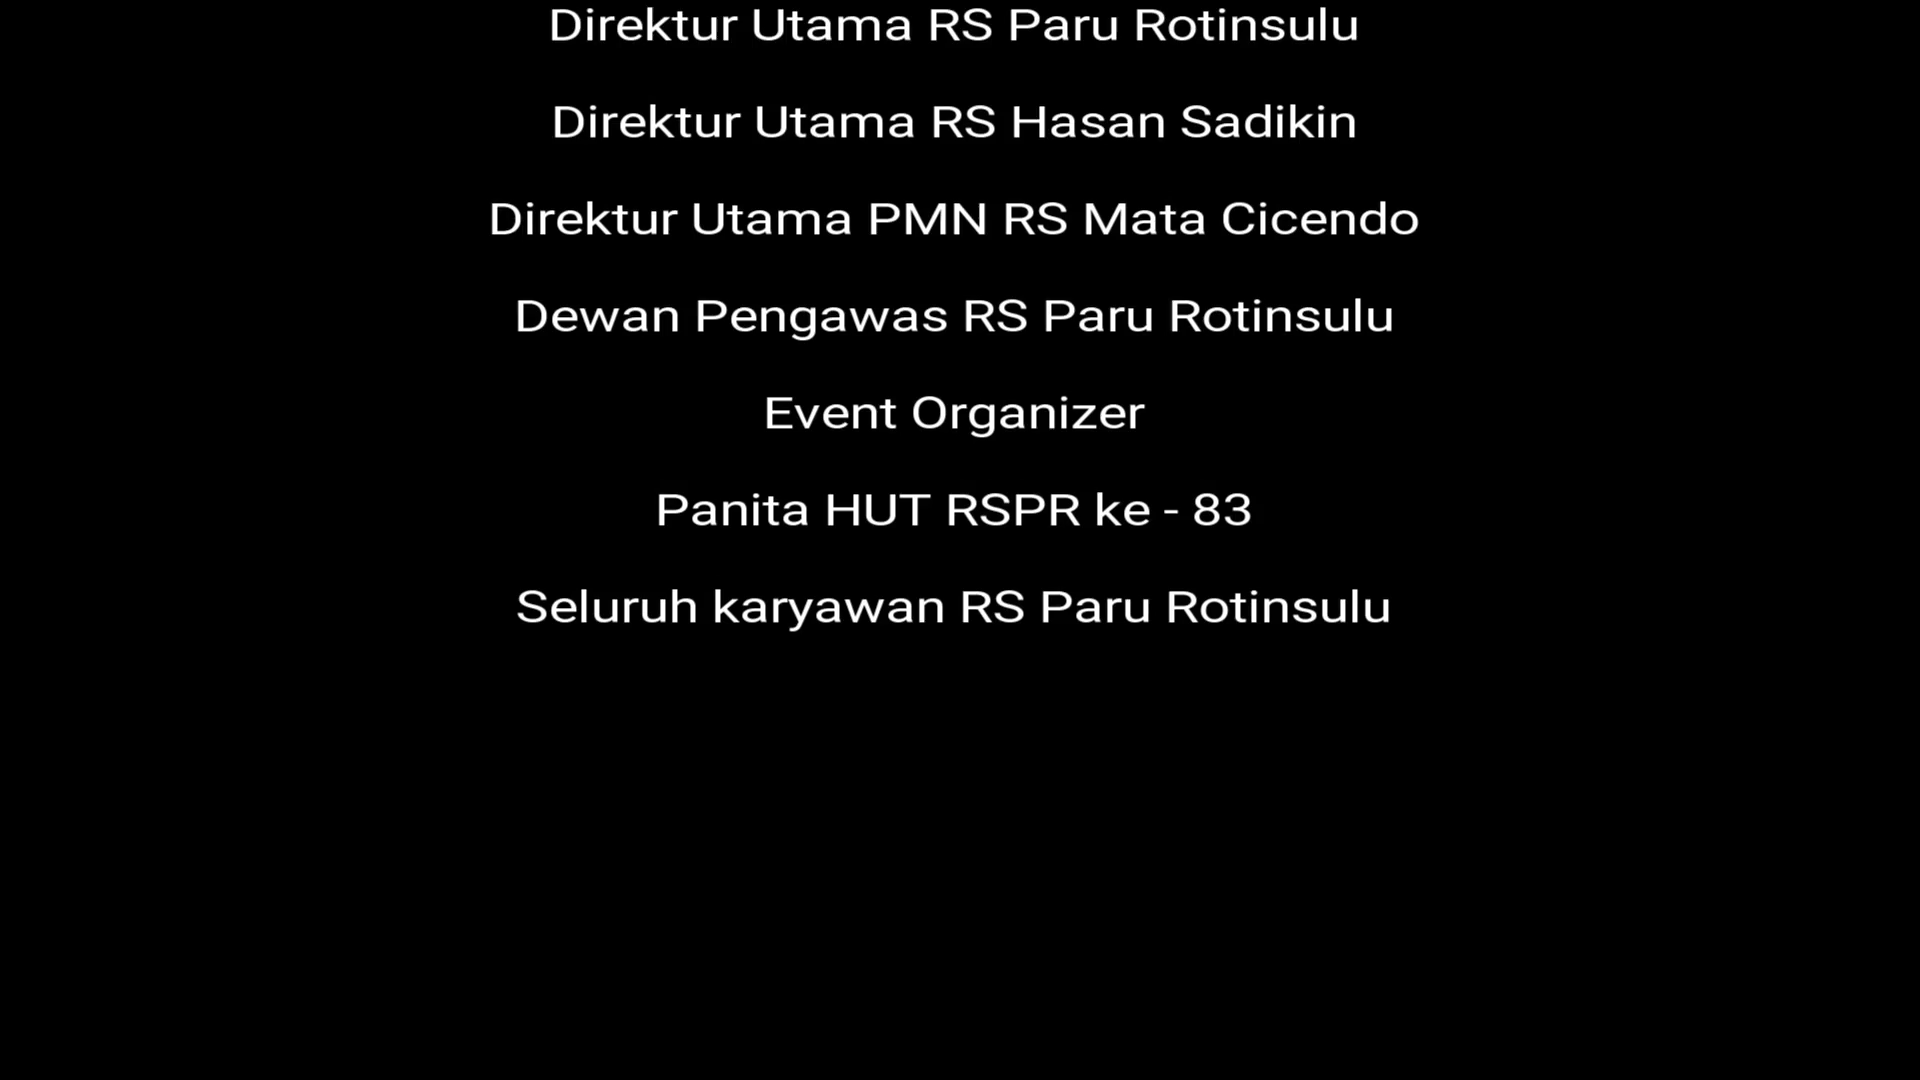 Direktur Utama RS Paru Rotinsulu
Direktur Utama RS Hasan Sadikin
Direktur Utama PMN RS Mata Cicendo
Dewan Pengawas RS Paru Rotinsulu
Event Organizer
Panita HUT RSPR ke - 83
Seluruh karyawan RS Paru Rotinsulu